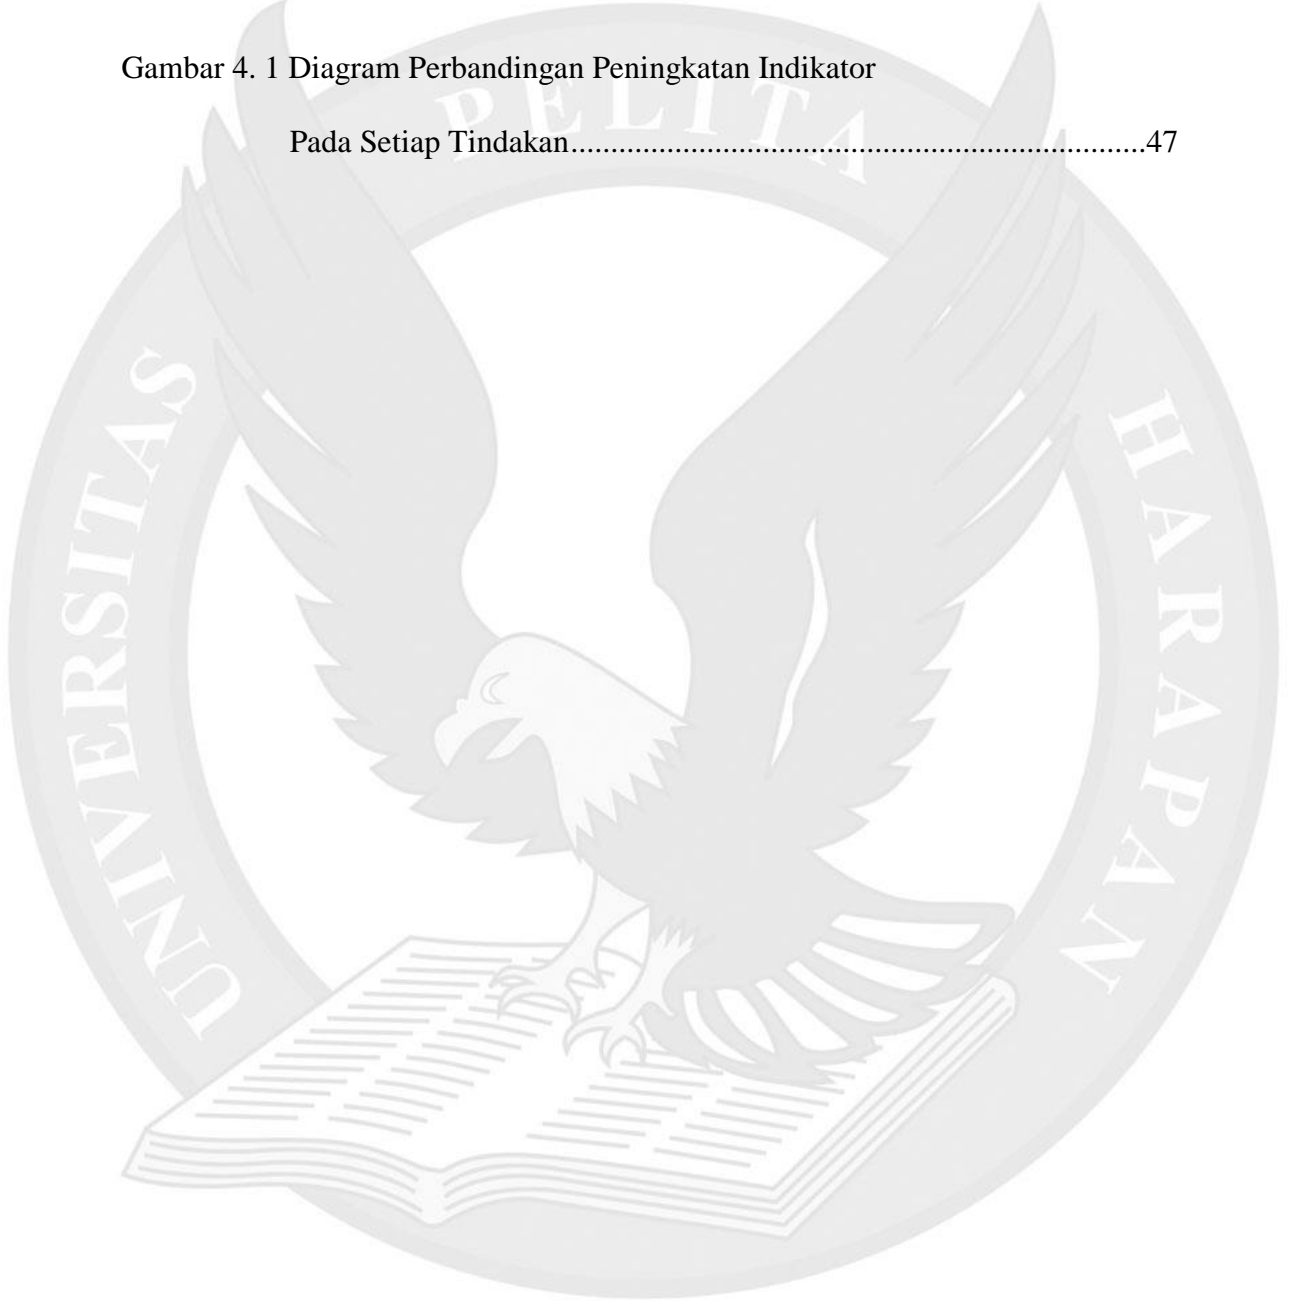 Gambar 4. 1 Diagram Perbandingan Peningkatan Indikator
Pada Setiap Tindakan........................................................................47
UNIVERSITAS PELITA HARAPAN